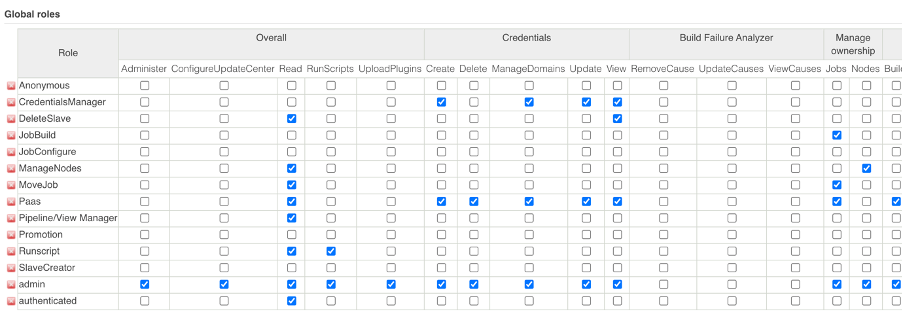 Global roles
Overall Credentials Build Failure Analyzer Manage ownership
Role
Administer ConfigureUpdateCenter Read RunScripts UploadPlugins Create Delete ManageDomains Update View RemoveCause UpdateCauses ViewCauses Jobs Nodes Buil
Anonymous
CredentialsManager
DeleteSlave
JobBuild
JobConfigure
ManageNodes
MoveJob
Paas
Pipeline/View Manager
Promotion
Runscript
SlaveCreator
admin
authenticated